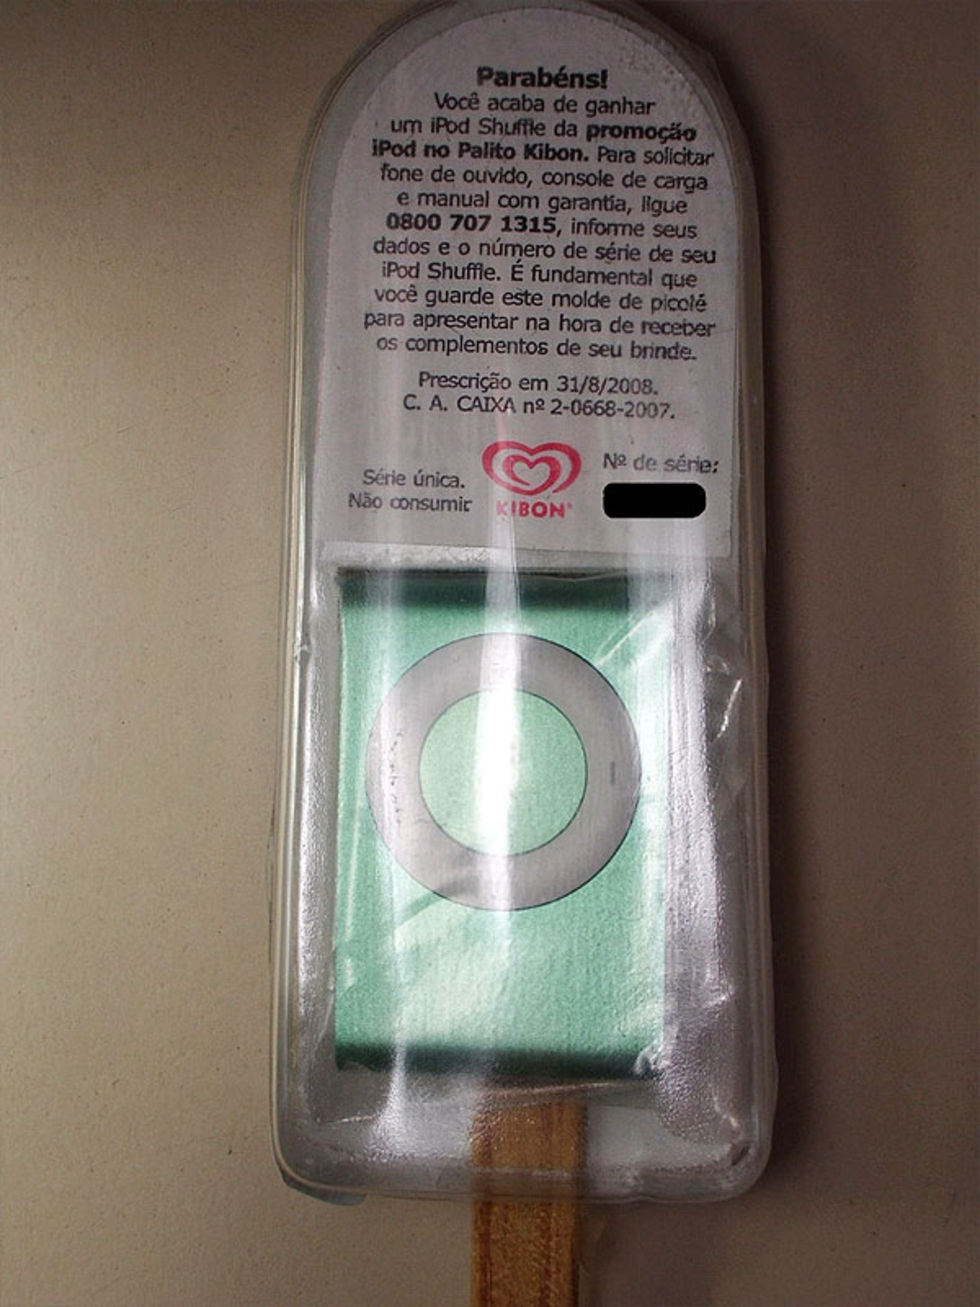 Parabéns!
Você acaba de ganhar
um iPod Shuffle da promoção
iPod no Palito Kibon. Para solicitar
fone de ouvido, console de carga
e manual com garantia, ligue
0800 707 1315, informe seus
dados e o número de série de seu
iPod Shuffle. É fundamental que
você guarde este molde de picolé
para apresentar na hora de receber
os complementos de seu brinde.
Prescrição em 31/8/2008.
C. A. CAIXA nº 2-0668-2007.
Série única.
Não consumir
KIBON®
Nº de série: